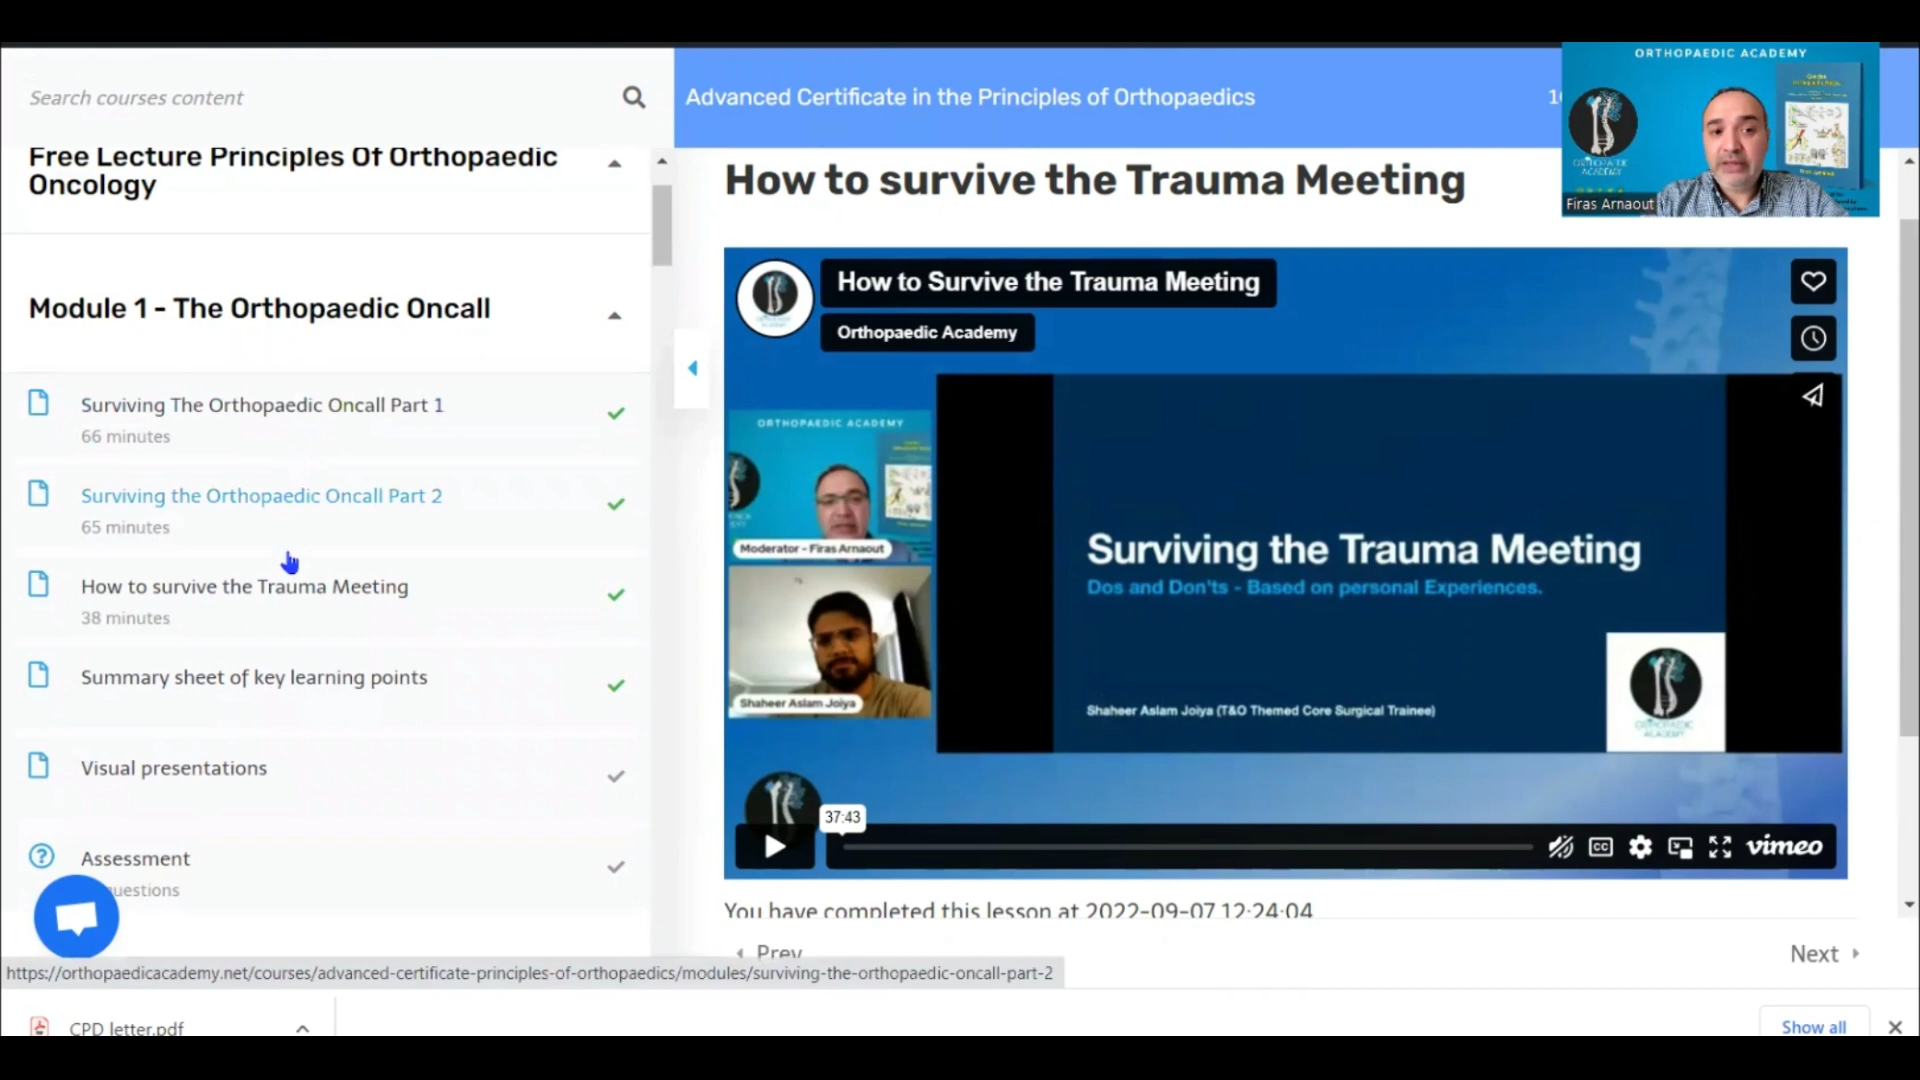 Search courses content
Free Lecture Principles Of Orthopaedic
Oncology
Module 1 - The Orthopaedic Oncall
Surviving The Orthopaedic Oncall Part 1
66 minutes
Surviving the Orthopaedic Oncall Part 2
65 minutes
How to survive the Trauma Meeting
38 minutes
Summary sheet of key learning points
Visual presentations
Assessment
uestions
Advanced Certificate in the Principles of Orthopaedics
ORTHOPAEDIC ACADEMY
Firas Arnaout
How to survive the Trauma Meeting
How to Survive the Trauma Meeting
Orthopaedic Academy
ORTHOPAEDIC ACADEMY
Moderator - Firas Arnaout
Shaheer Aslam Joiya
Surviving the Trauma Meeting
Dos and Don'ts - Based on personal Experiences.
Shaheer Aslam Joiya (T&O Themed Core Surgical Trainee)
ORTHOPAEDIC
ACADEMY
37:43
CC
vimeo
You have completed this lesson at 2022-09-07 12:24:04
Prev
Next
https://orthopaedicacademy.net/courses/advanced-certificate-principles-of-orthopaedics/modules/surviving-the-orthopaedic-oncall-part-2
CPD letter.pdf
Show all